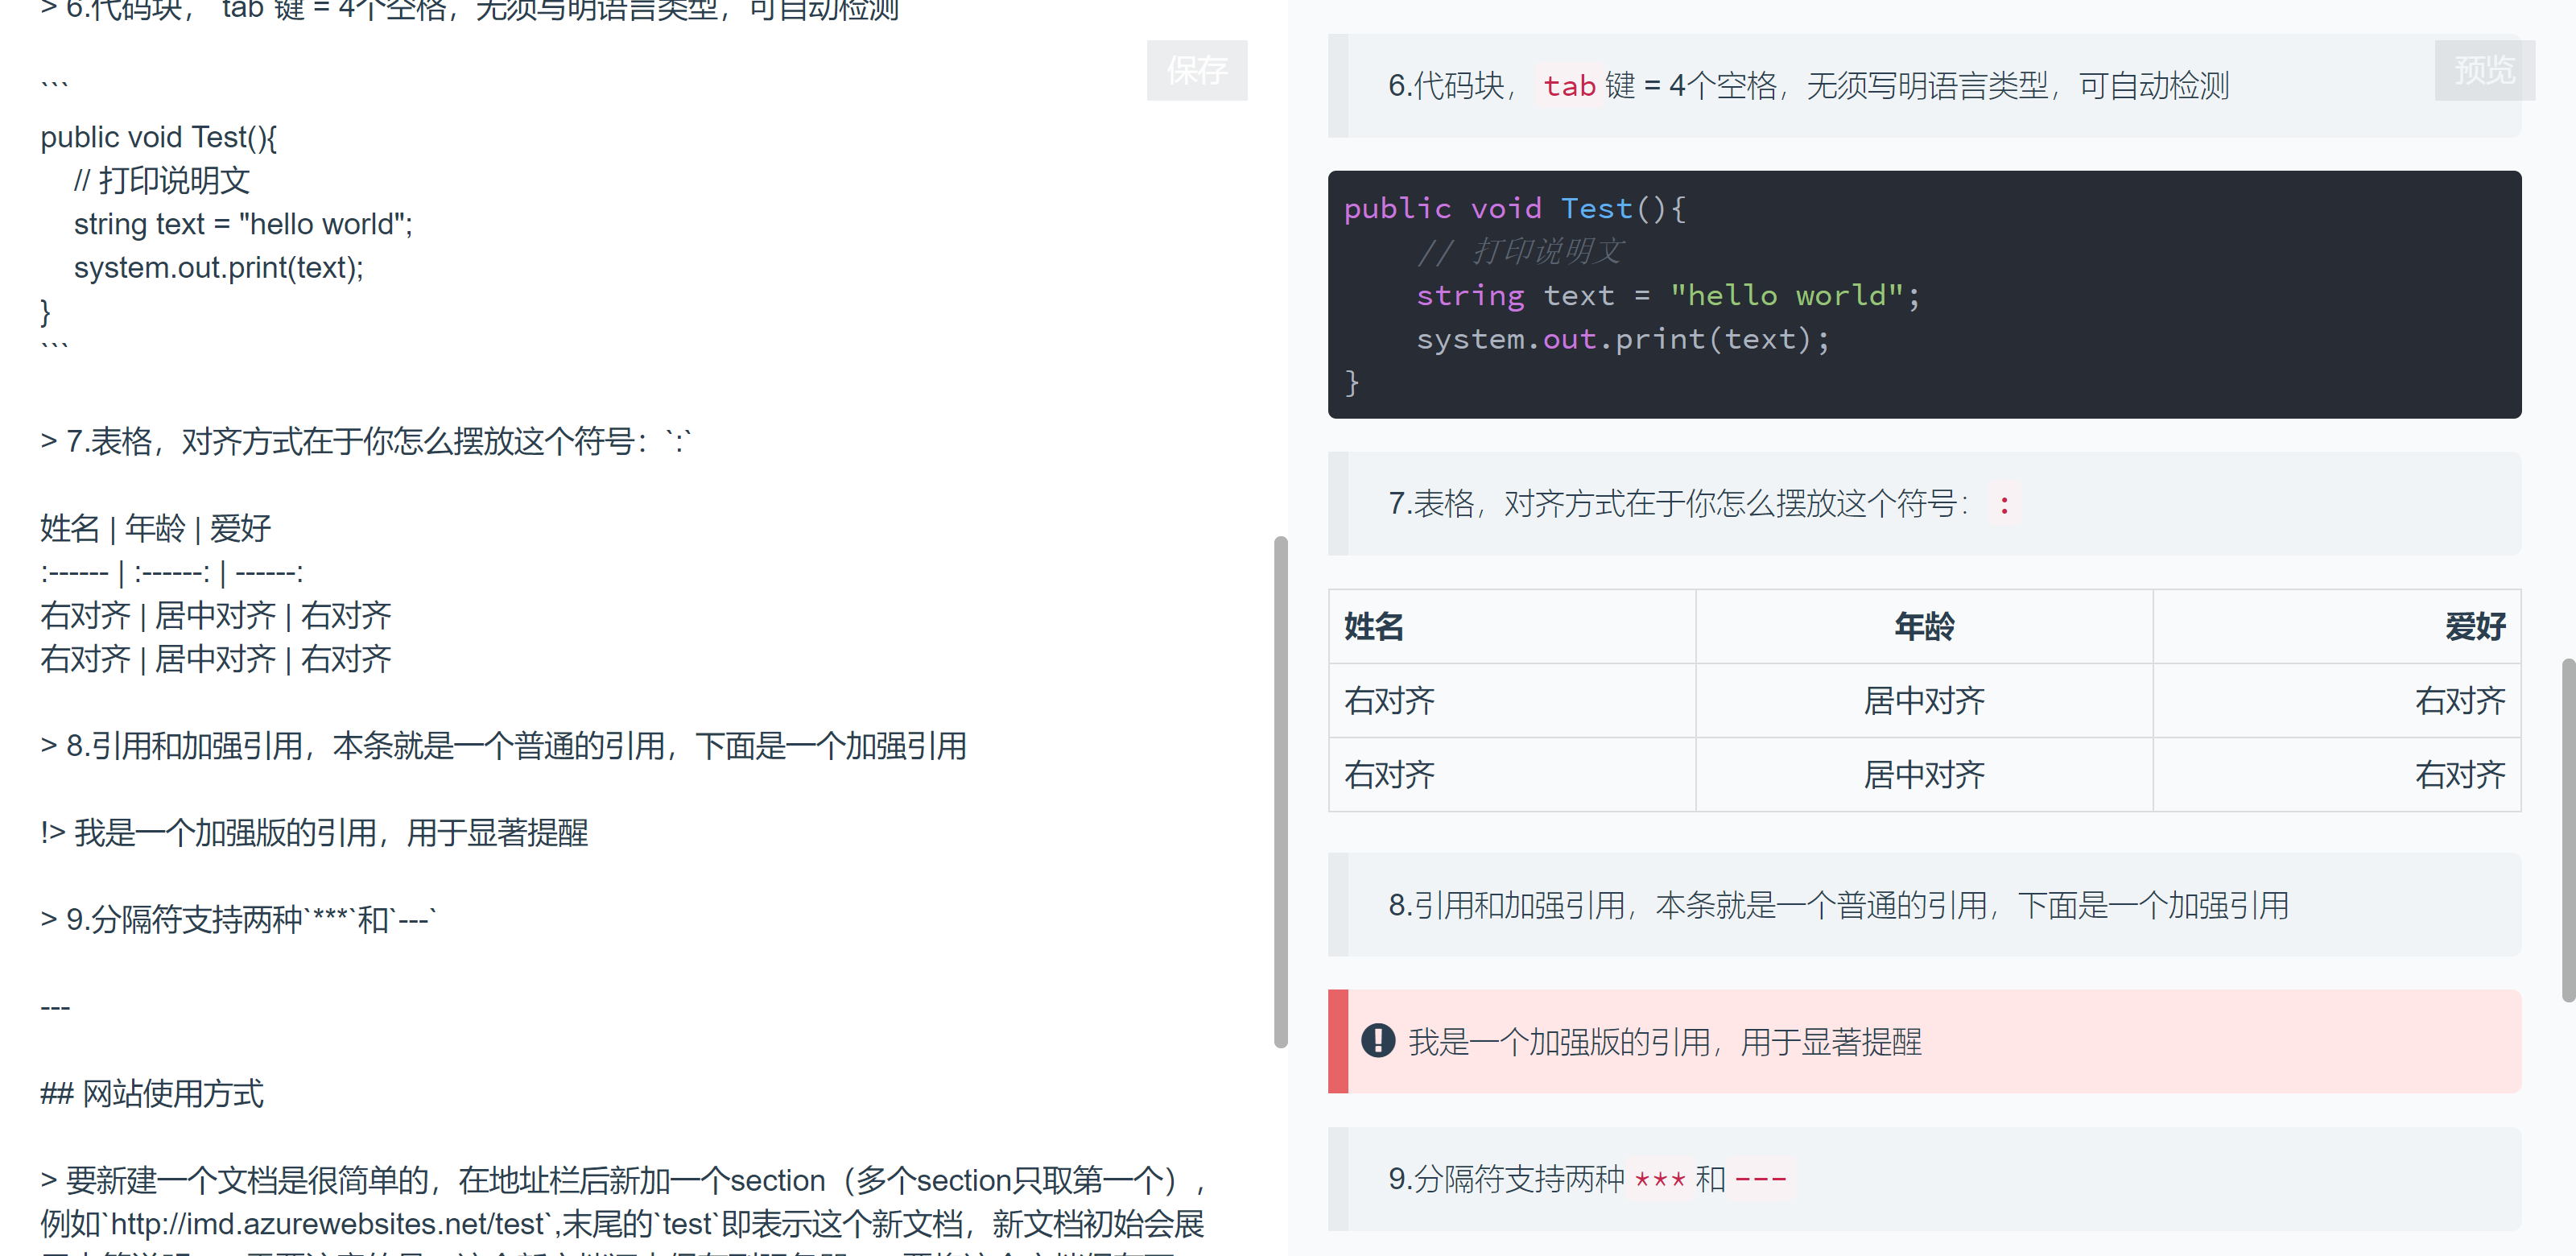 > 6.代码块，`tab`键 = 4个空格，无须写明语言类型，可自动检测
保存
```
public void Test(){
    // 打印说明文
    string text = "hello world";
    system.out.print(text);
}
```
> 7.表格，对齐方式在于你怎么摆放这个符号：`:`
姓名 | 年龄 | 爱好
:------ | :------: | ------:
右对齐 | 居中对齐 | 右对齐
右对齐 | 居中对齐 | 右对齐
> 8.引用和加强引用，本条就是一个普通的引用，下面是一个加强引用
!> 我是一个加强版的引用，用于显著提醒
> 9.分隔符支持两种`***`和`---`
---
## 网站使用方式
> 要新建一个文档是很简单的，在地址栏后新加一个section（多个section只取第一个），
例如`http://imd.azurewebsites.net/test`,末尾的`test`即表示这个新文档，新文档初始会展
6.代码块，tab键 = 4个空格，无须写明语言类型，可自动检测
预览
public void Test(){
    // 打印说明文
    string text = "hello world";
    system.out.print(text);
}
7.表格，对齐方式在于你怎么摆放这个符号：:
姓名 年龄 爱好
右对齐 居中对齐 右对齐
右对齐 居中对齐 右对齐
8.引用和加强引用，本条就是一个普通的引用，下面是一个加强引用
我是一个加强版的引用，用于显著提醒
9.分隔符支持两种***和---